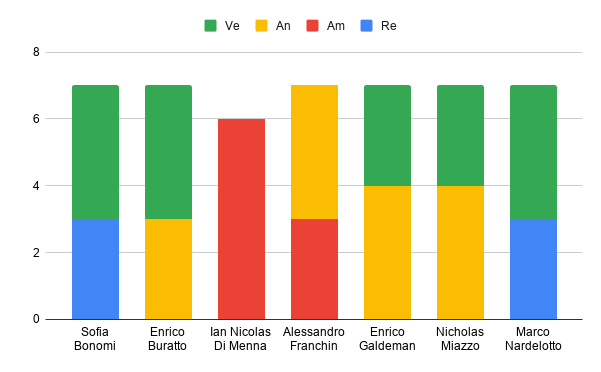 Ve An Am Re
8
6
4
2
0
Sofia Bonomi
Enrico Buratto
Ian Nicolas Di Menna
Alessandro Franchin
Enrico Galdeman
Nicholas Miazzo
Marco Nardelotto